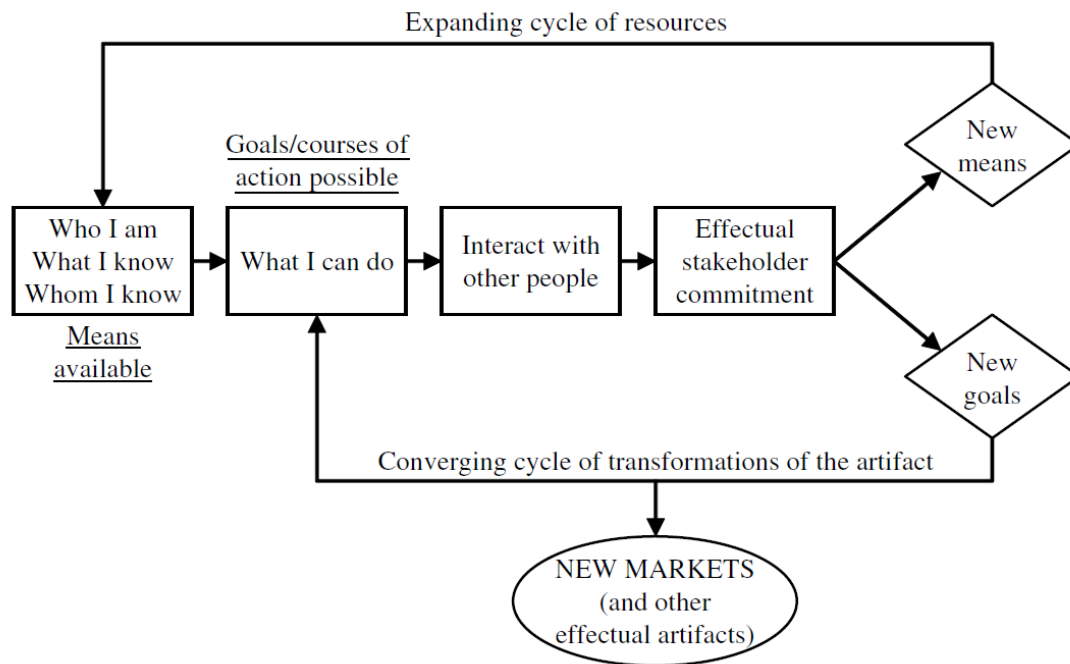 Expanding cycle of resources
New
means
Goals/courses of
action possible
Who I am
What I know
Whom I know
What I can do
Interact with
other people
Effectual
stakeholder
commitment
Means
available
New
goals
Converging cycle of transformations of the artifact
NEW MARKETS
(and other
effectual artifacts)